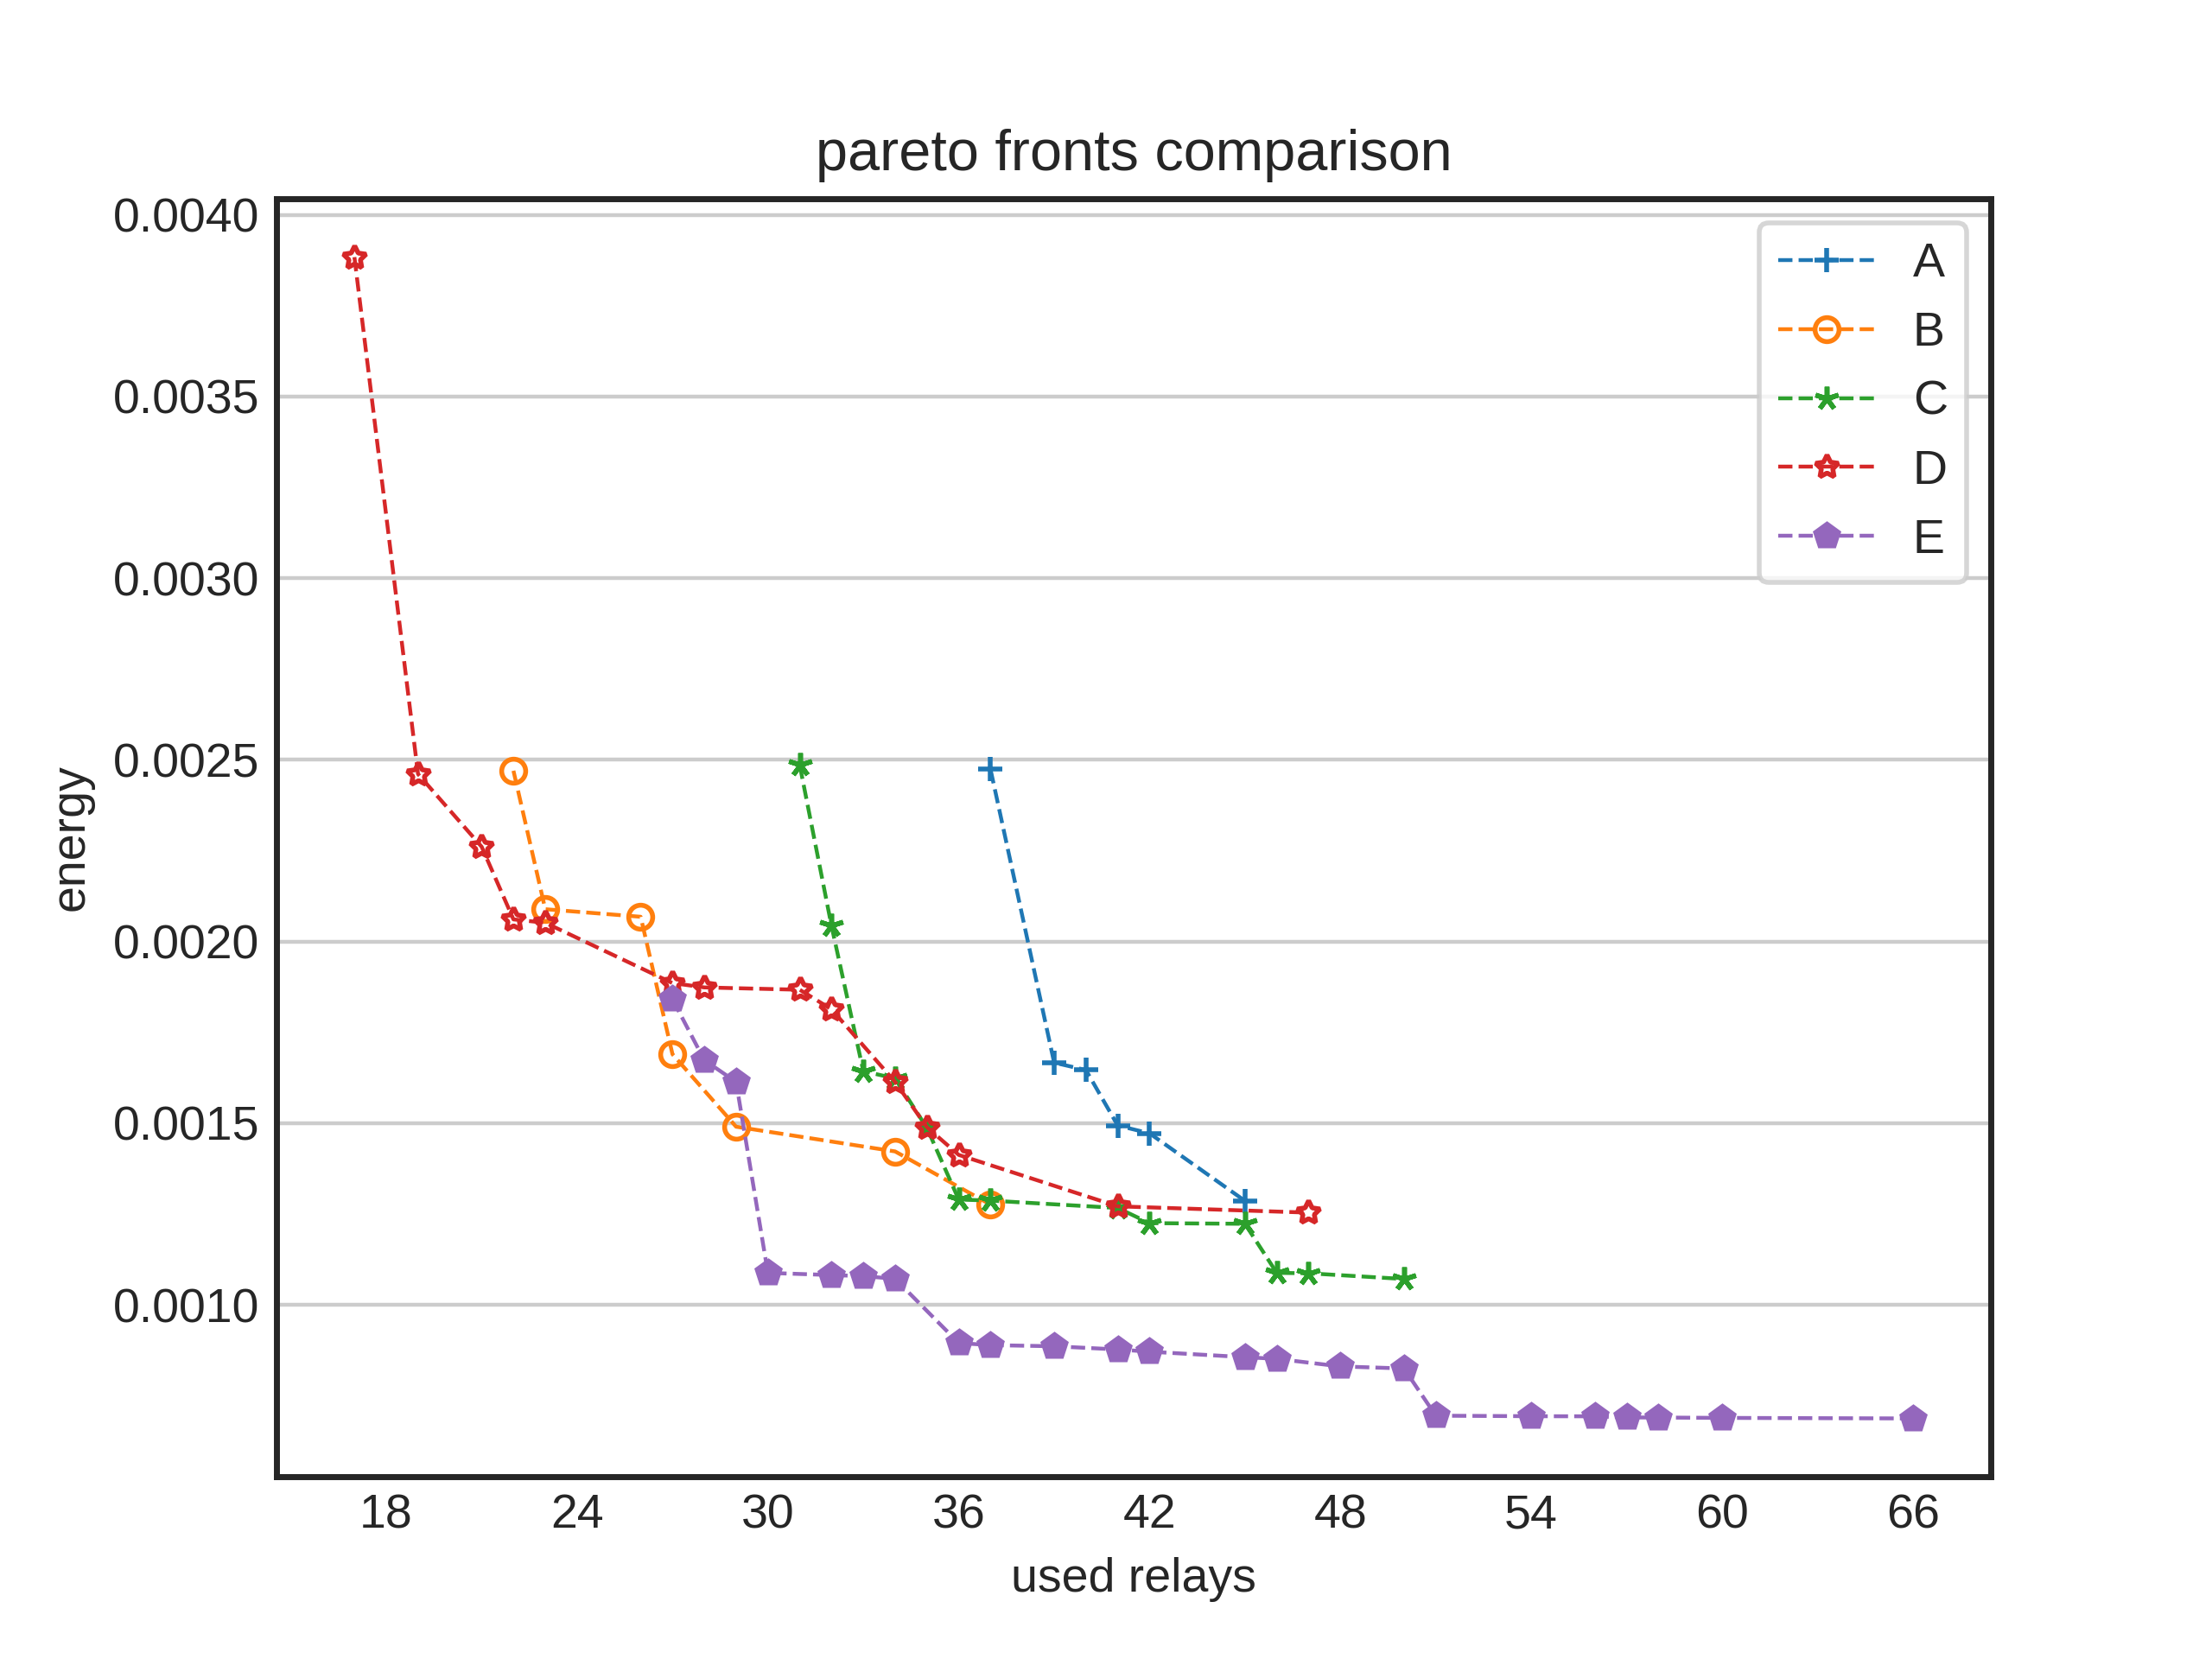 pareto fronts comparison
0.0040
0.0035
0.0030
0.0025
0.0020
0.0015
0.0010
energy
A
B
C
D
E
18 24 30 36 42 48 54 60 66
used relays